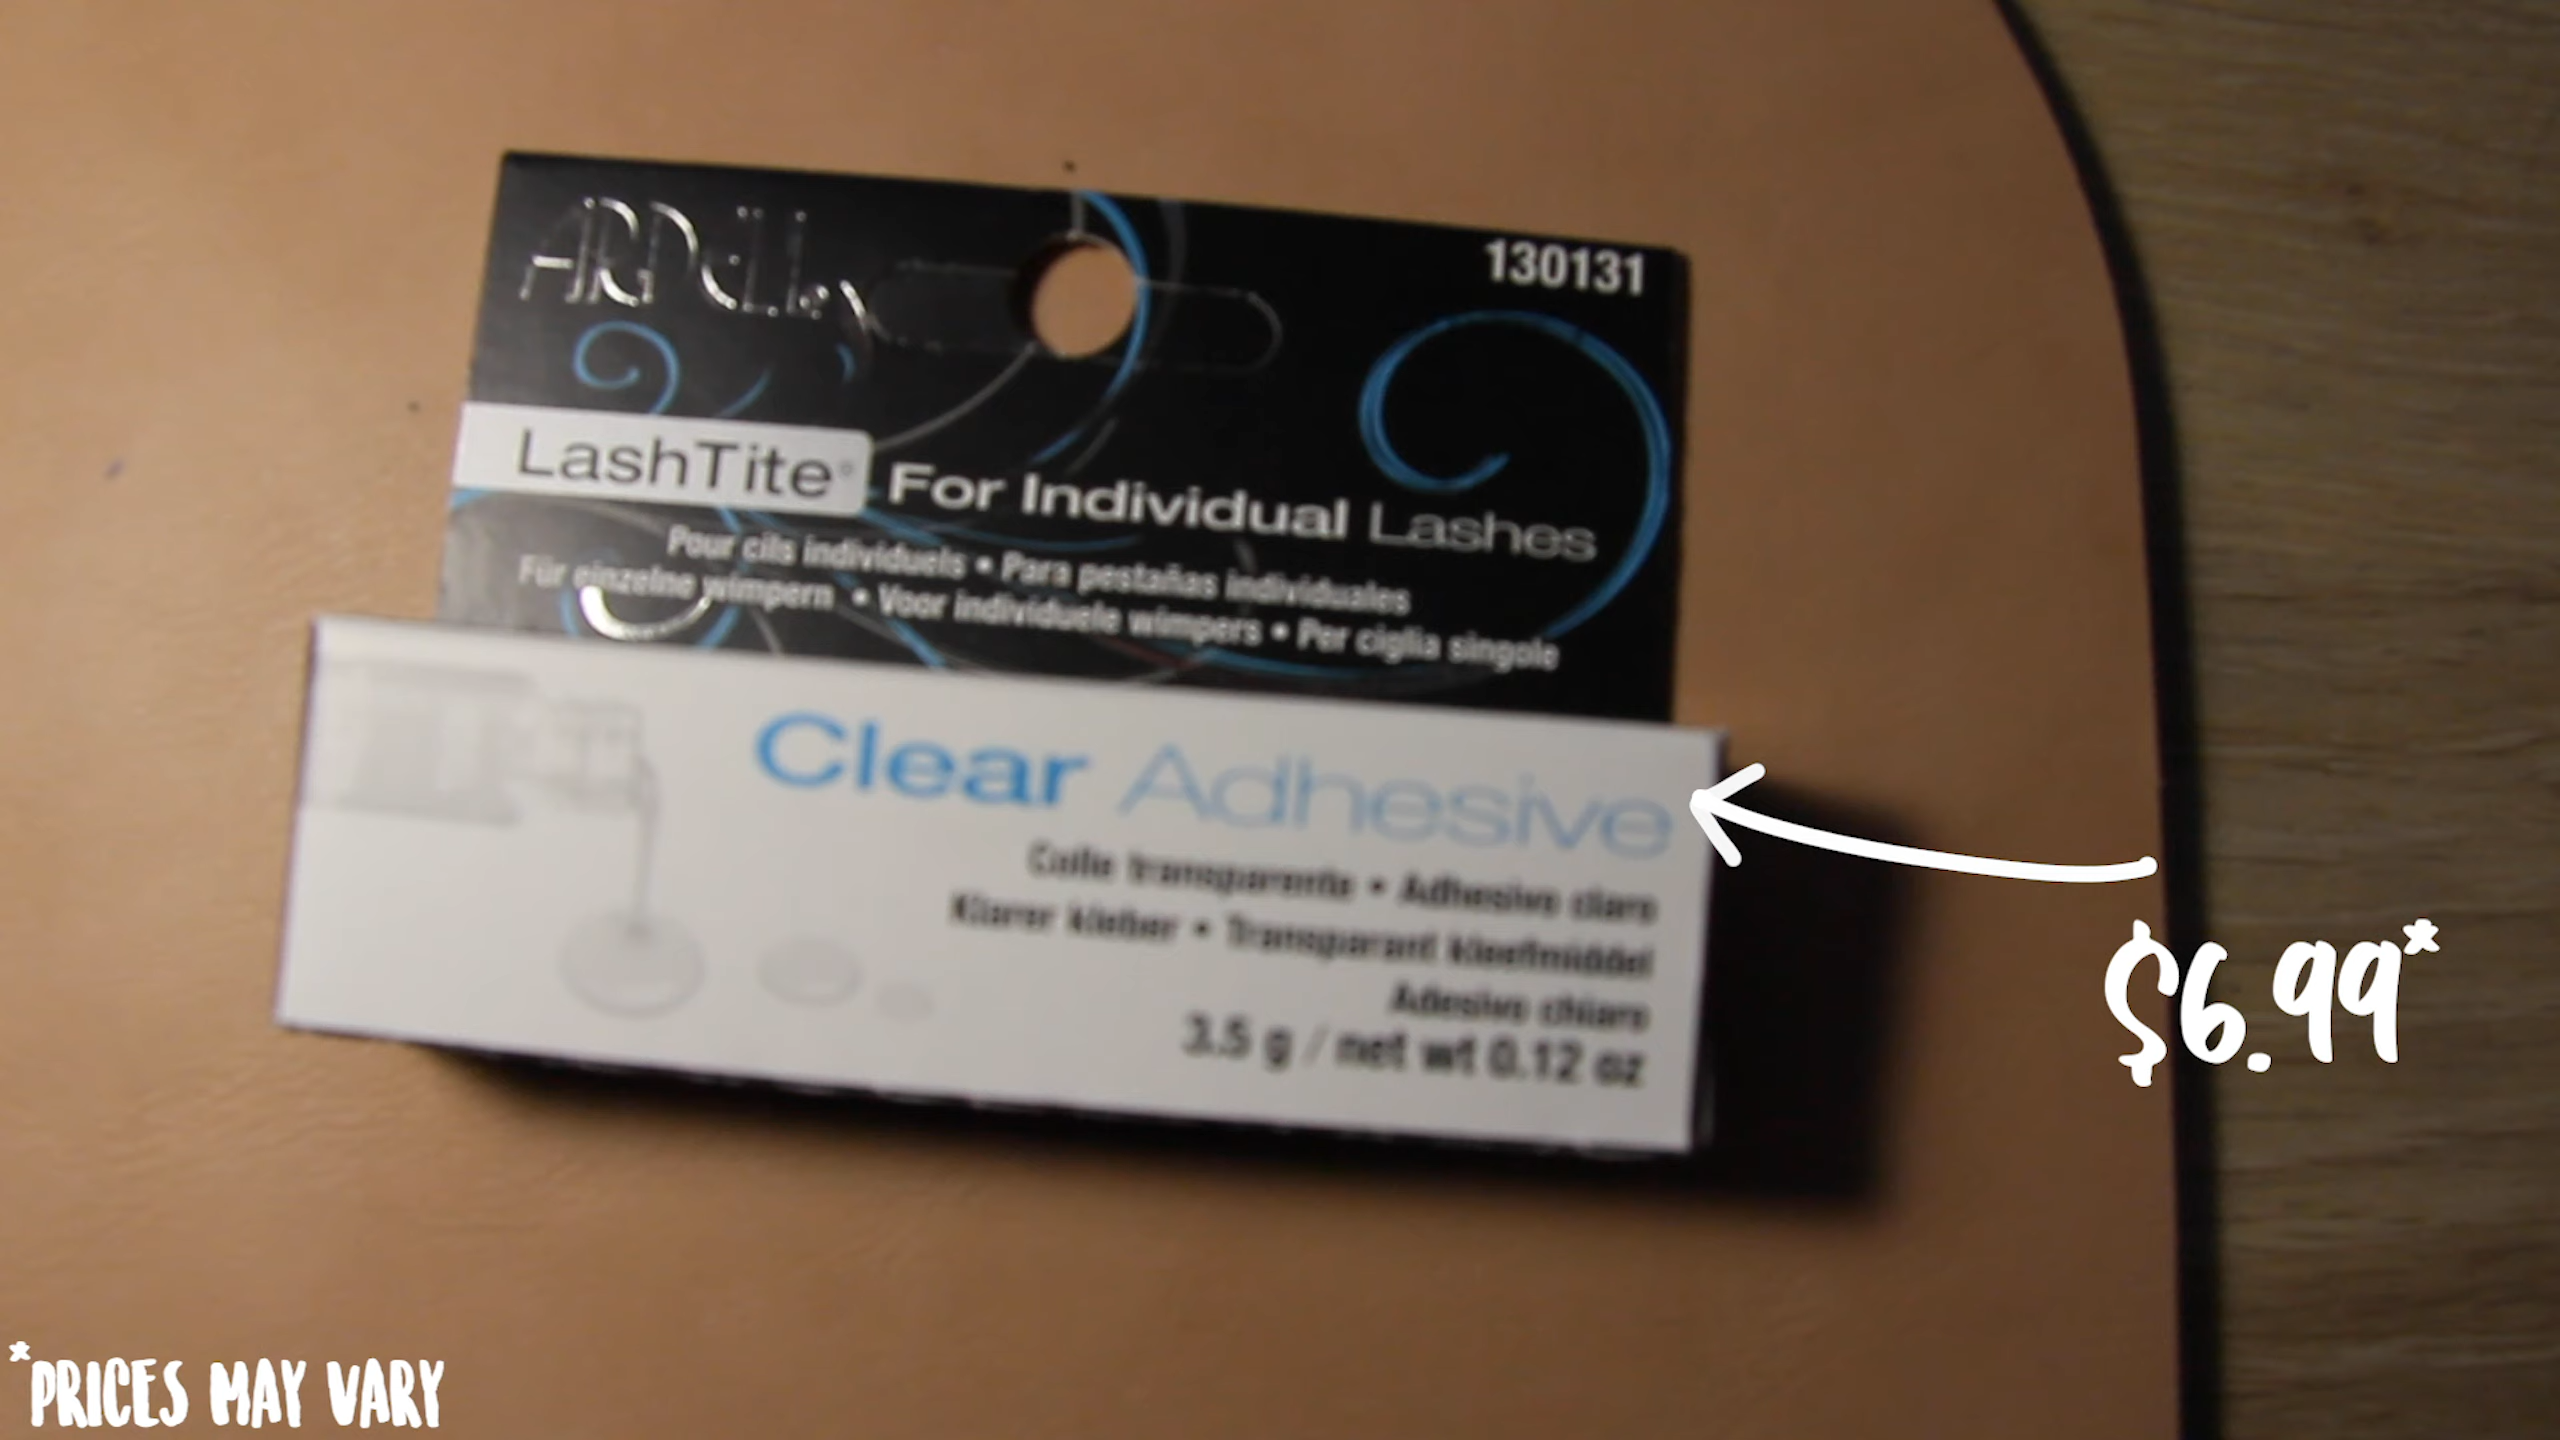 ARDELL
130131
LashTite® For Individual Lashes
Pour cils individuels • Para pestañas individuales
Für einzelne wimpern • Voor individuele wimpers • Per ciglia singole
Clear Adhesive
Colle transparente • Adhesivo claro
Klarer kleber • Transparant kleefmiddel
Adesivo chiaro
3.5 g / net wt 0.12 oz
$6.99*
*PRICES MAY VARY